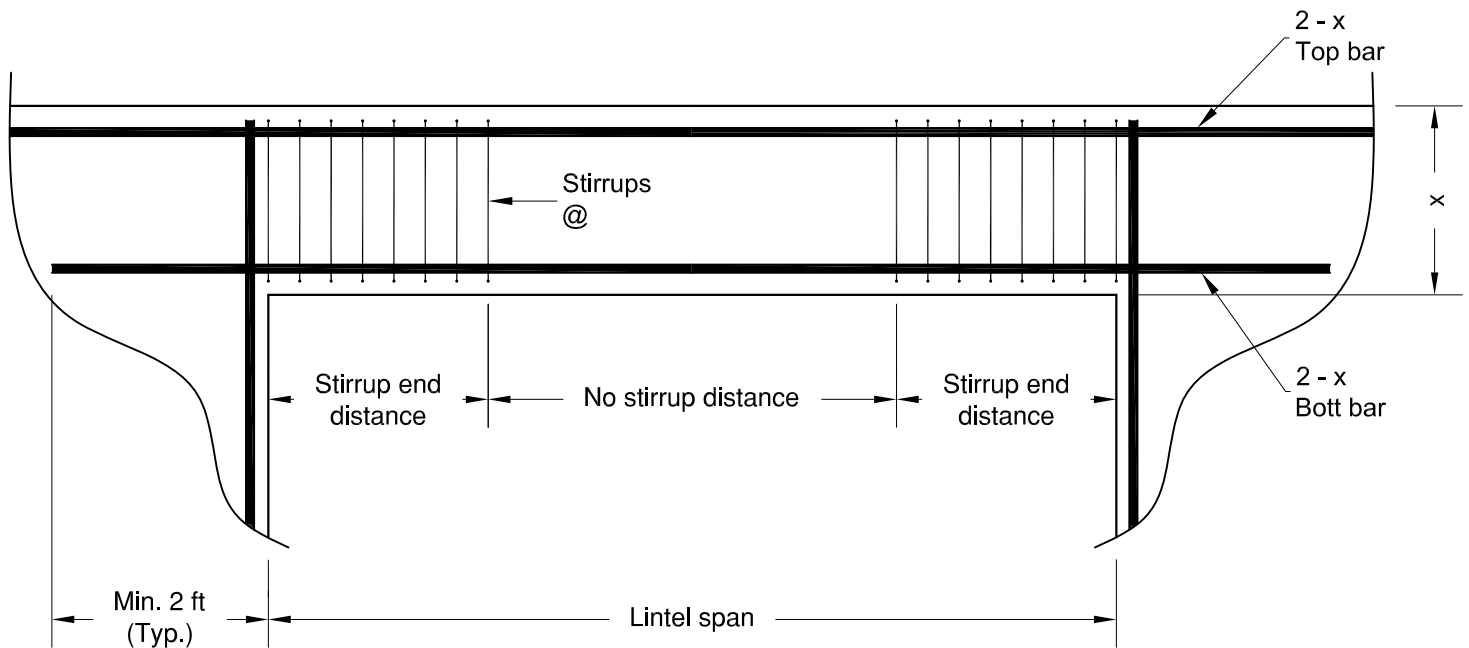 2 - x
Top bar
Stirrups
@
x
Stirrup end
distance
No stirrup distance
Stirrup end
distance
2 - x
Bott bar
Min. 2 ft
(Typ.)
Lintel span